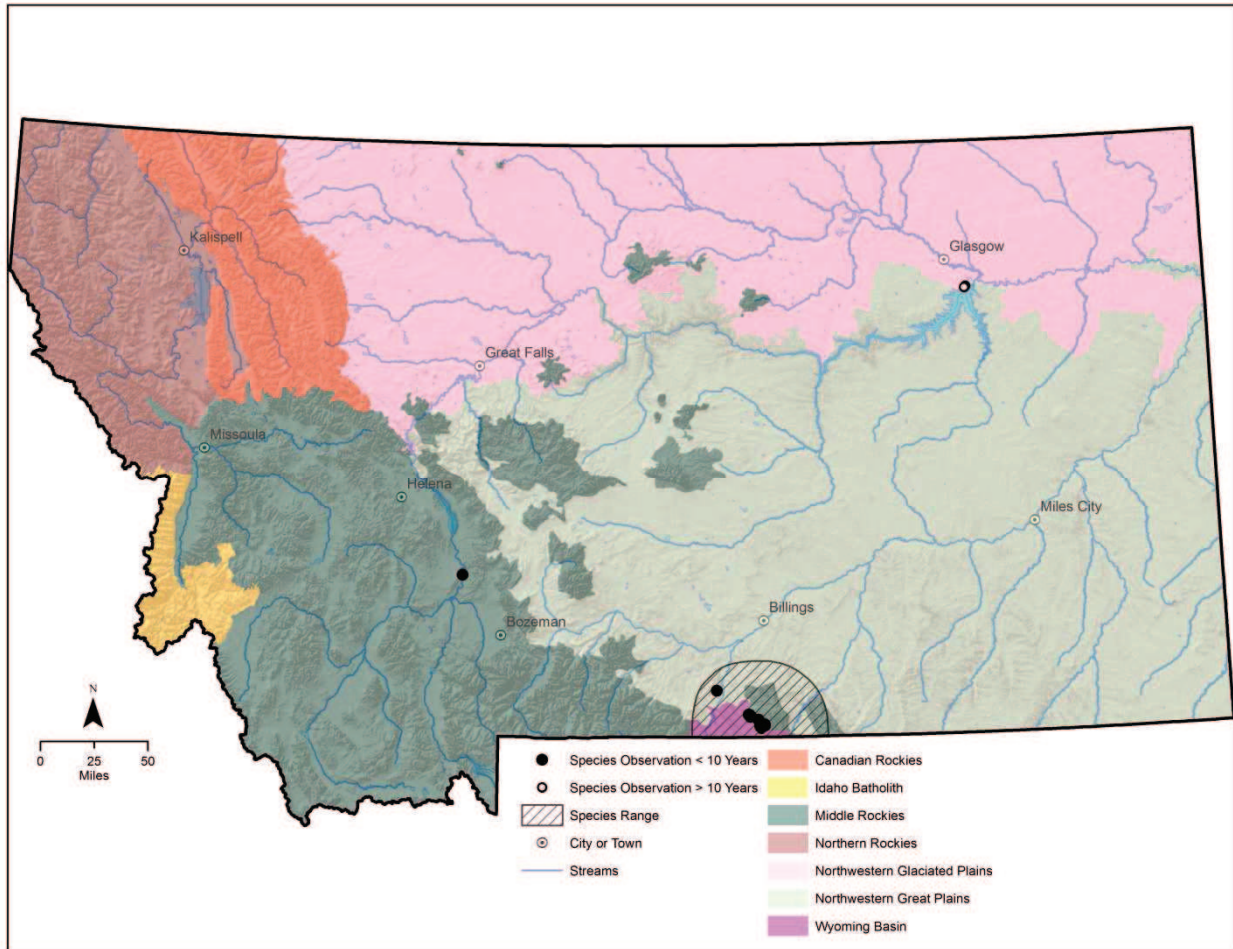 Kalispell
Glasgow
Great Falls
Missoula
Helena
Miles City
Billings
Bozeman
N
0 25 50
Miles
Species Observation < 10 Years
Species Observation > 10 Years
Species Range
City or Town
Streams
Canadian Rockies
Idaho Batholith
Middle Rockies
Northern Rockies
Northwestern Glaciated Plains
Northwestern Great Plains
Wyoming Basin